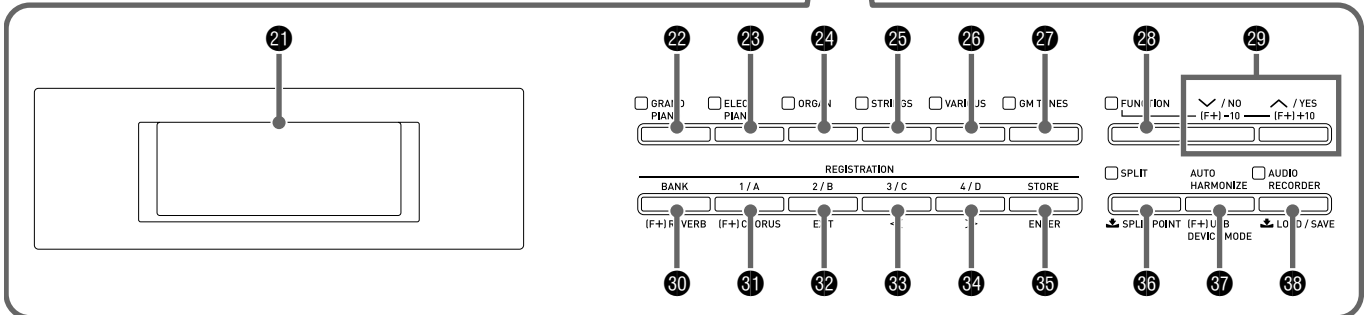 21 22 23 24 25 26 27 28 29
GRAND PIANO ELEC PIANO ORGAN STRINGS VARIOUS GM TONES FUNCTION ∨ / NO ∧ / YES
(F+) -10 (F+) +10
REGISTRATION
BANK 1 / A 2 / B 3 / C 4 / D STORE
SPLIT AUTO HARMONIZE AUDIO RECORDER
(F+) REVERB (F+) CHORUS EXIT ENTER
SPLIT POINT (F+) USB DEVICE MODE LOAD / SAVE
30 31 32 33 34 35 36 37 38